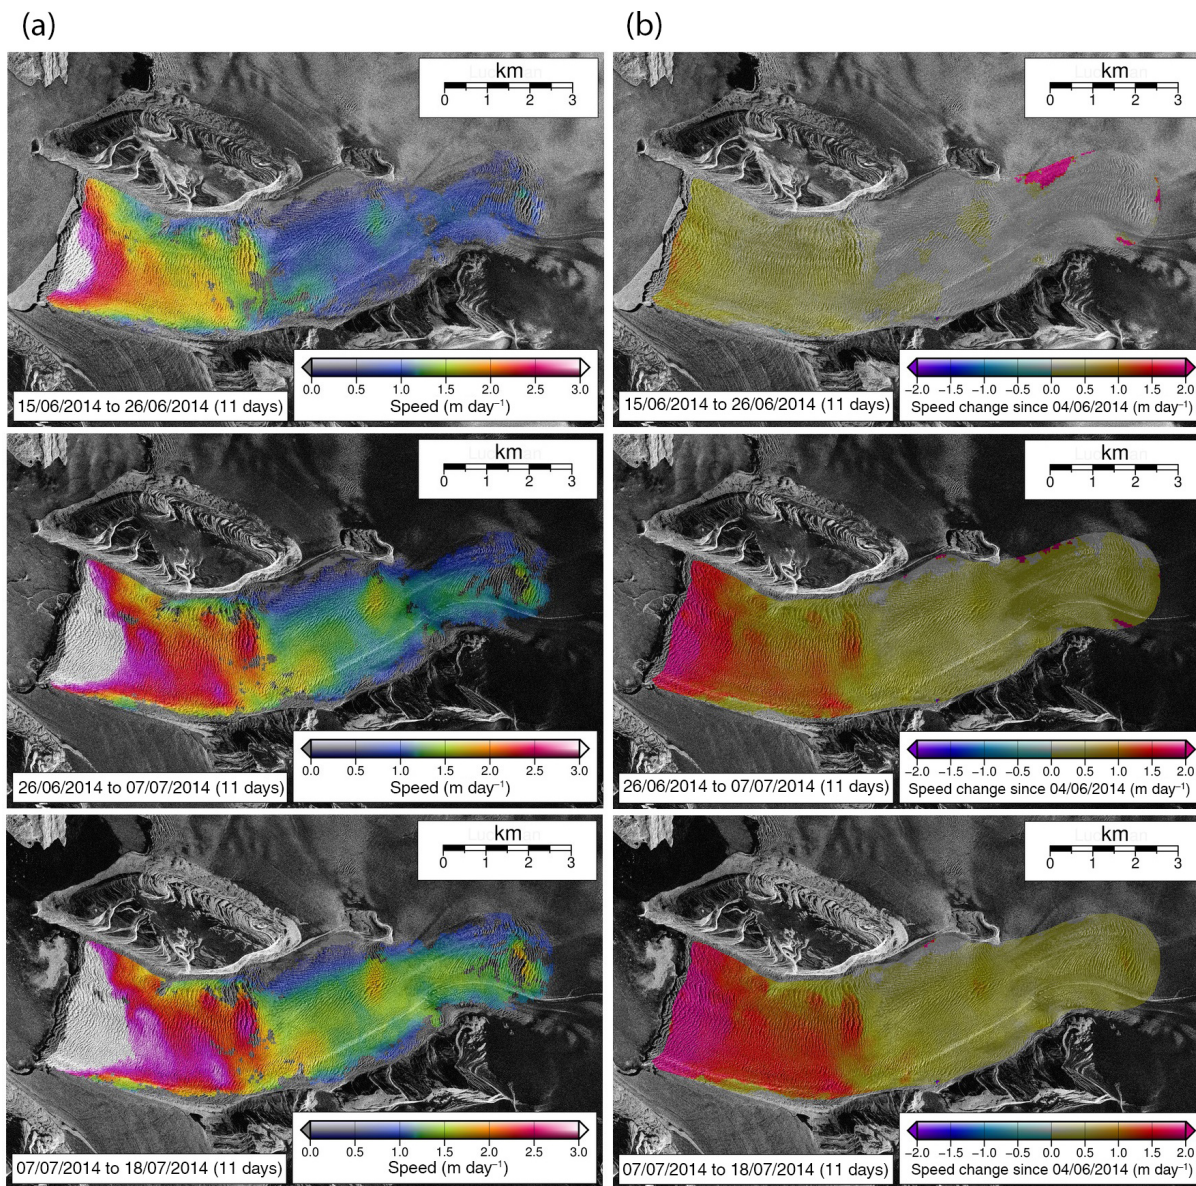 (a)
(b)
km
0 1 2 3
km
0 1 2 3
0.0 0.5 1.0 1.5 2.0 2.5 3.0
Speed (m day⁻¹)
15/06/2014 to 26/06/2014 (11 days)
−2.0 −1.5 −1.0 −0.5 0.0 0.5 1.0 1.5 2.0
Speed change since 04/06/2014 (m day⁻¹)
15/06/2014 to 26/06/2014 (11 days)
km
0 1 2 3
km
0 1 2 3
0.0 0.5 1.0 1.5 2.0 2.5 3.0
Speed (m day⁻¹)
26/06/2014 to 07/07/2014 (11 days)
−2.0 −1.5 −1.0 −0.5 0.0 0.5 1.0 1.5 2.0
Speed change since 04/06/2014 (m day⁻¹)
26/06/2014 to 07/07/2014 (11 days)
km
0 1 2 3
km
0 1 2 3
0.0 0.5 1.0 1.5 2.0 2.5 3.0
Speed (m day⁻¹)
07/07/2014 to 18/07/2014 (11 days)
−2.0 −1.5 −1.0 −0.5 0.0 0.5 1.0 1.5 2.0
Speed change since 04/06/2014 (m day⁻¹)
07/07/2014 to 18/07/2014 (11 days)